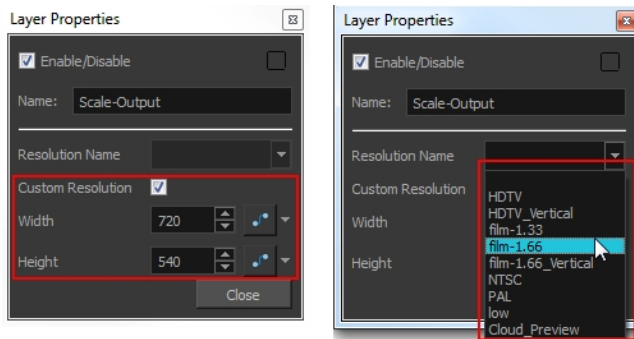 Layer Properties
Enable/Disable
Name: Scale-Output
Resolution Name
Custom Resolution
Width 720
Height 540
Close
Layer Properties
Enable/Disable
Name: Scale-Output
Resolution Name
Custom Resolution
Width
Height
HDTV
HDTV_Vertical
film-1.33
film-1.66
film-1.66_Vertical
NTSC
PAL
low
Cloud_Preview